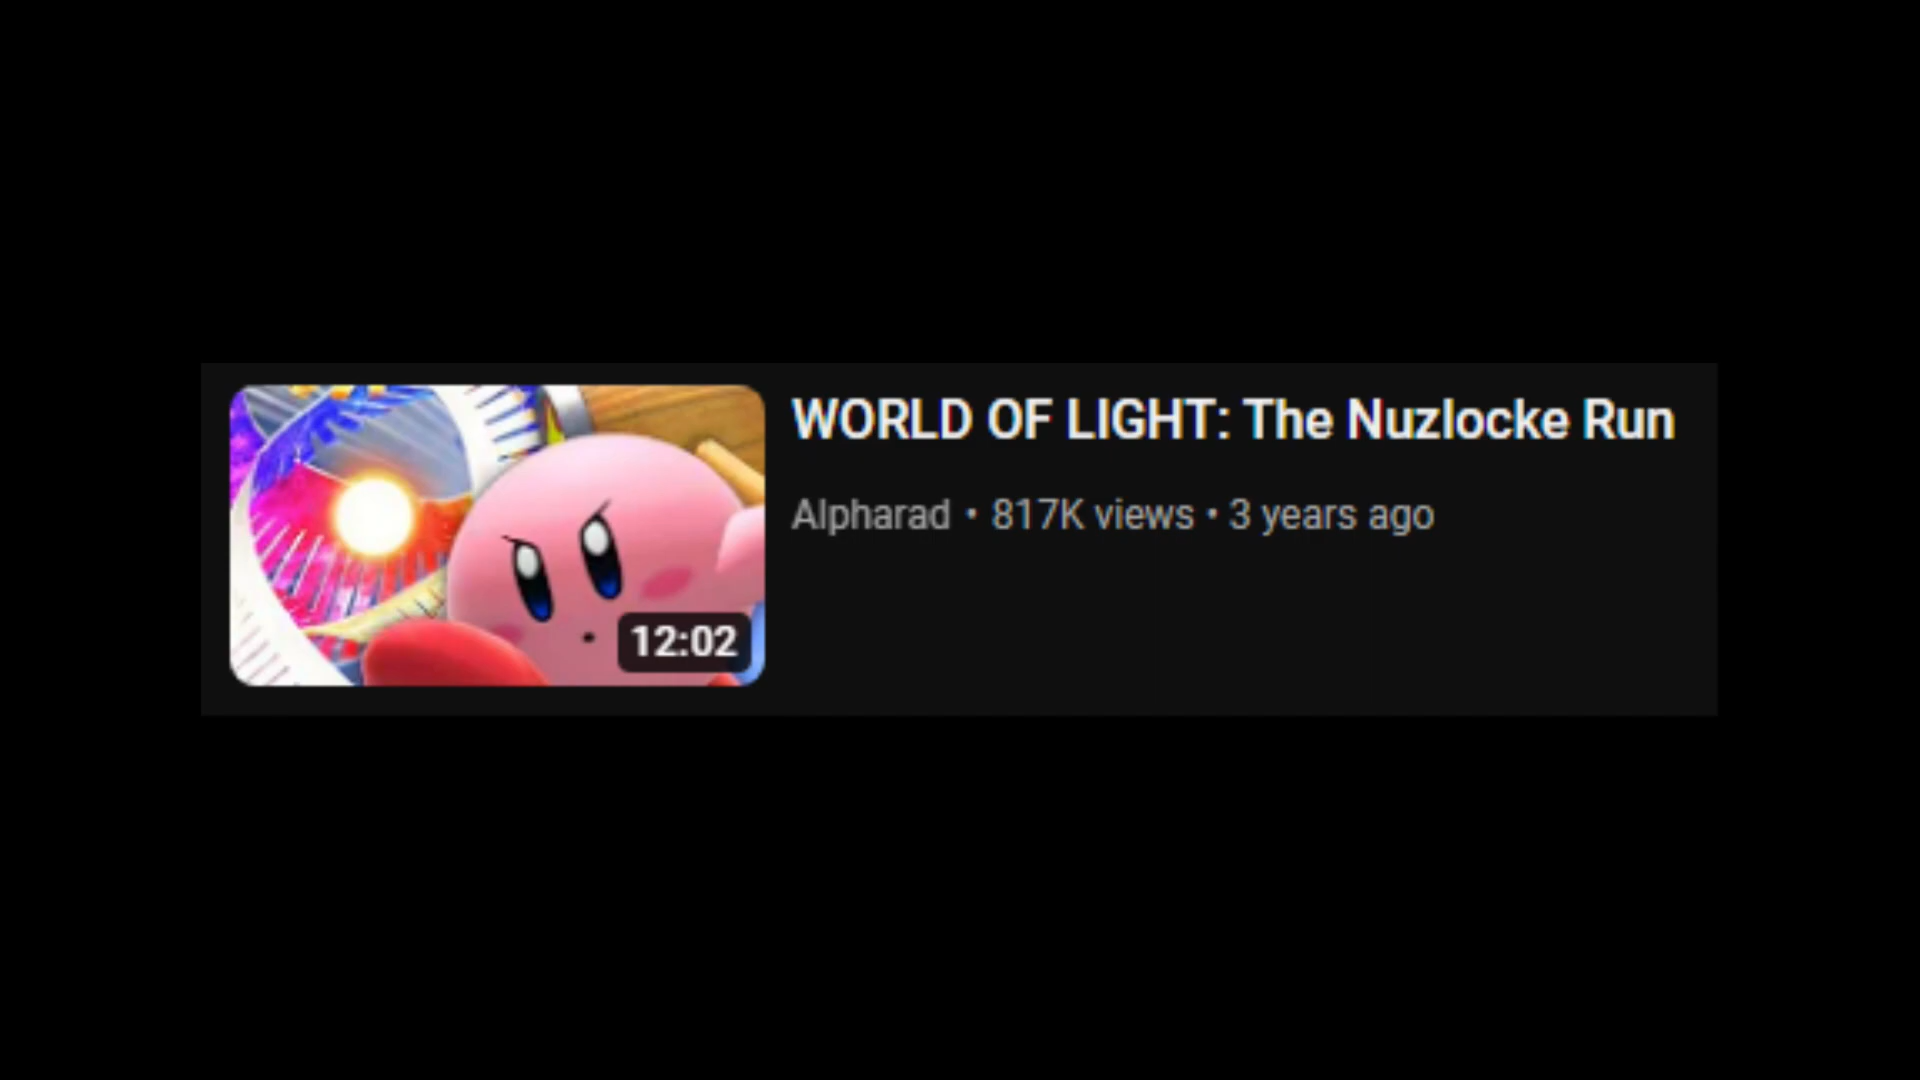 WORLD OF LIGHT: The Nuzlocke Run
Alpharad • 817K views • 3 years ago
12:02